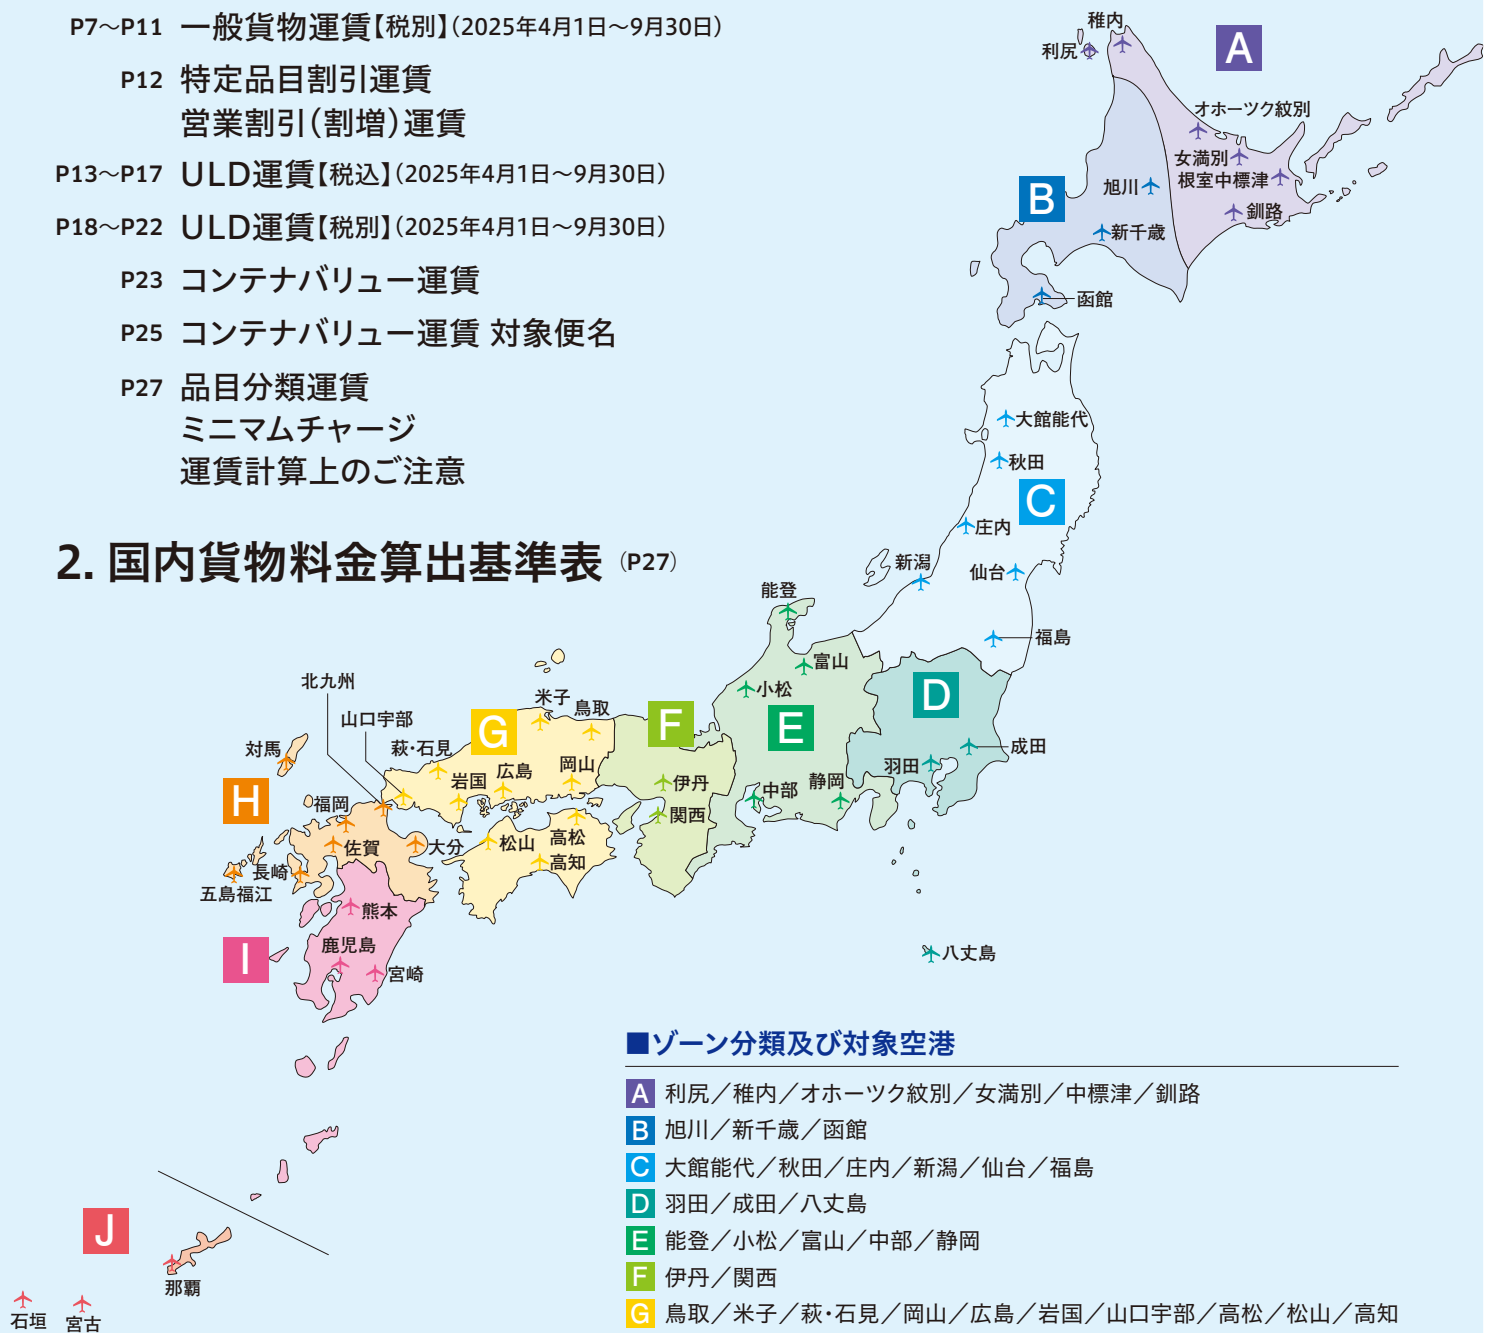 P7～P11 一般貨物運賃【税別】（2025年4月1日～9月30日）
P12 特定品目割引運賃
営業割引（割増）運賃
P13～P17 ULD運賃【税込】（2025年4月1日～9月30日）
P18～P22 ULD運賃【税別】（2025年4月1日～9月30日）
P23 コンテナバリュー運賃
P25 コンテナバリュー運賃 対象便名
P27 品目分類運賃
ミニマムチャージ
運賃計算上のご注意
2. 国内貨物料金算出基準表（P27）
稚内
利尻
A
オホーツク紋別
女満別
根室中標津
釧路
B
旭川
新千歳
函館
大館能代
秋田
C
庄内
新潟
仙台
福島
能登
富山
小松
E
中部
静岡
D
成田
羽田
八丈島
F
伊丹
関西
米子
鳥取
G
萩・石見
岩国
広島
岡山
松山
高松
高知
北九州
山口宇部
対馬
H
福岡
佐賀
大分
長崎
五島福江
熊本
I
鹿児島
宮崎
J
那覇
石垣
宮古
■ゾーン分類及び対象空港
A 利尻／稚内／オホーツク紋別／女満別／中標津／釧路
B 旭川／新千歳／函館
C 大館能代／秋田／庄内／新潟／仙台／福島
D 羽田／成田／八丈島
E 能登／小松／富山／中部／静岡
F 伊丹／関西
G 鳥取／米子／萩・石見／岡山／広島／岩国／山口宇部／高松／松山／高知